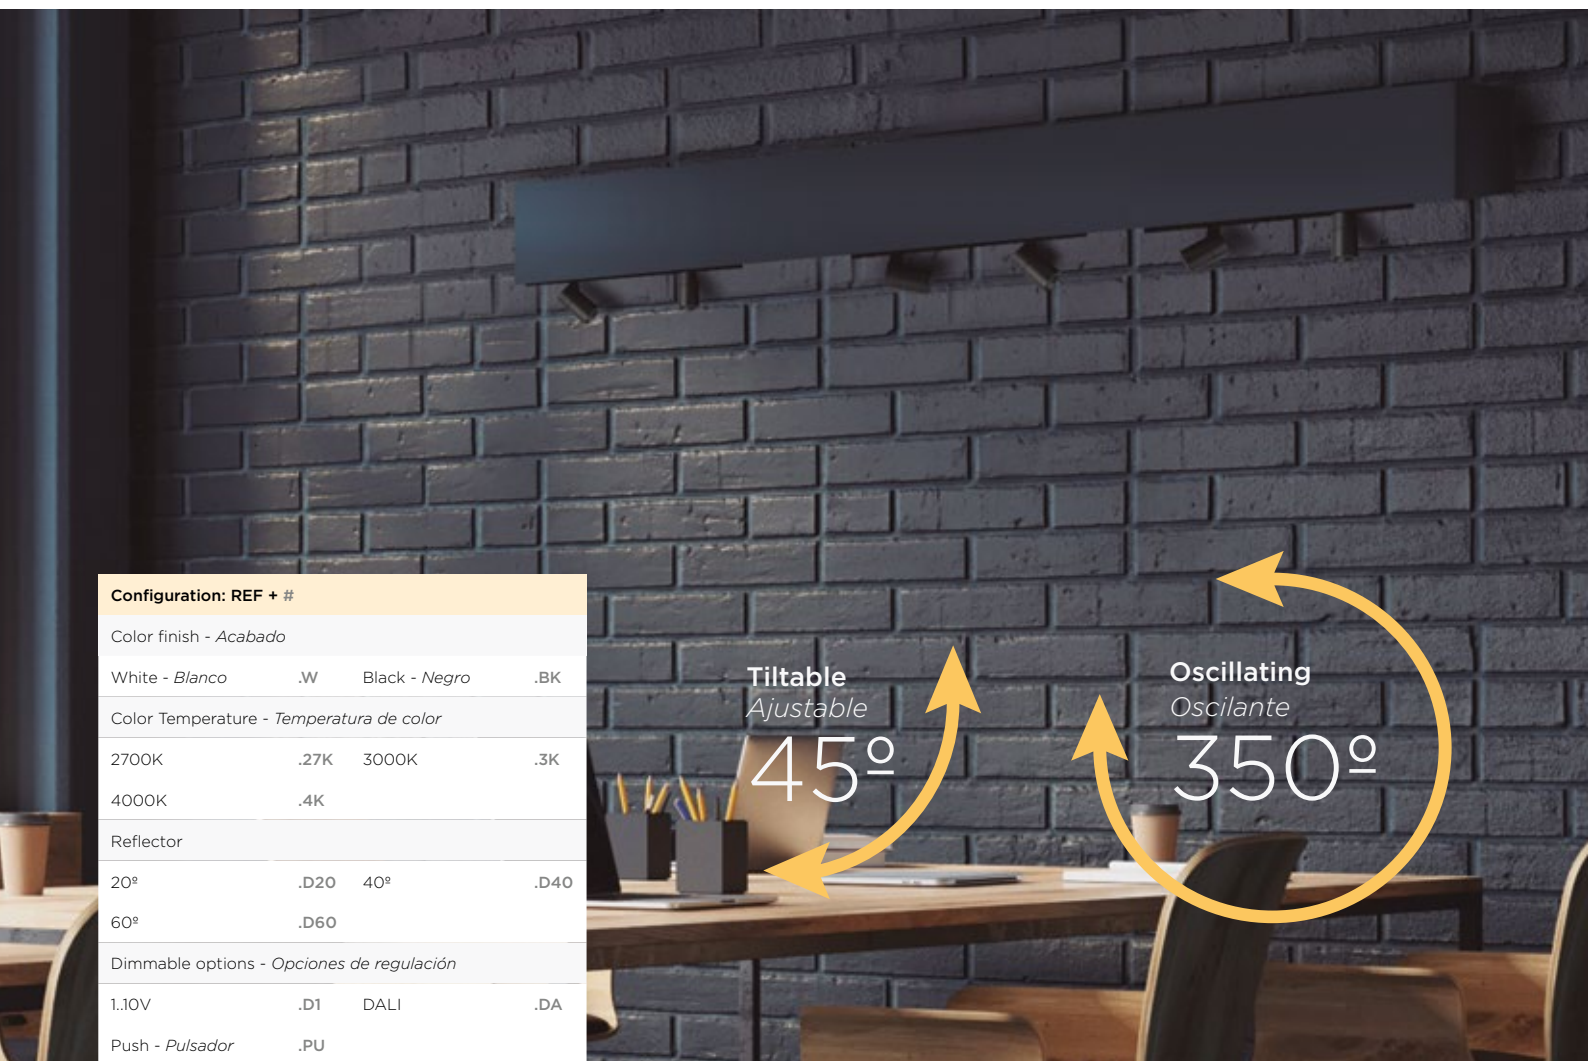 Configuration: REF + #
Color finish - Acabado
White - Blanco .W Black - Negro .BK
Color Temperature - Temperatura de color
2700K .27K 3000K .3K
4000K .4K
Reflector
20º .D20 40º .D40
60º .D60
Dimmable options - Opciones de regulación
1..10V .D1 DALI .DA
Push - Pulsador .PU
Tiltable
Ajustable
45º
Oscillating
Oscilante
350º